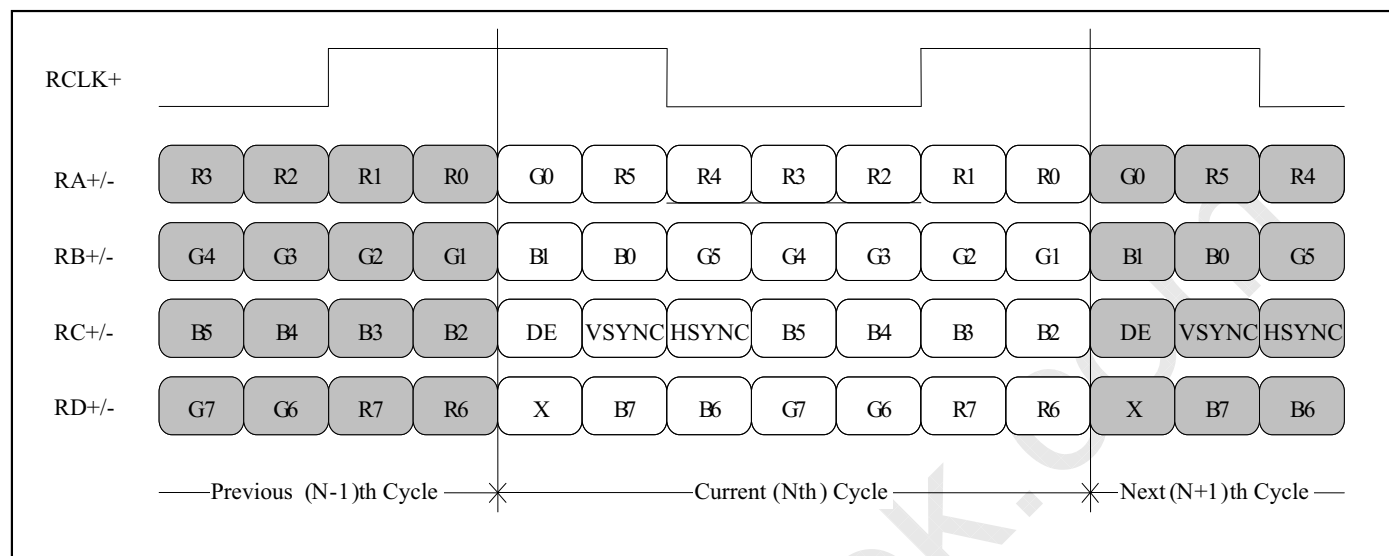 RCLK+
RA+/- R3 R2 R1 R0 G0 R5 R4 R3 R2 R1 R0 G0 R5 R4
RB+/- G4 G3 G2 G1 B1 B0 G5 G4 G3 G2 G1 B1 B0 G5
RC+/- B5 B4 B3 B2 DE VSYNC HSYNC B5 B4 B3 B2 DE VSYNC HSYNC
RD+/- G7 G6 R7 R6 X B7 B6 G7 G6 R7 R6 X B7 B6
Previous (N-1)th Cycle Current (Nth) Cycle Next (N+1)th Cycle